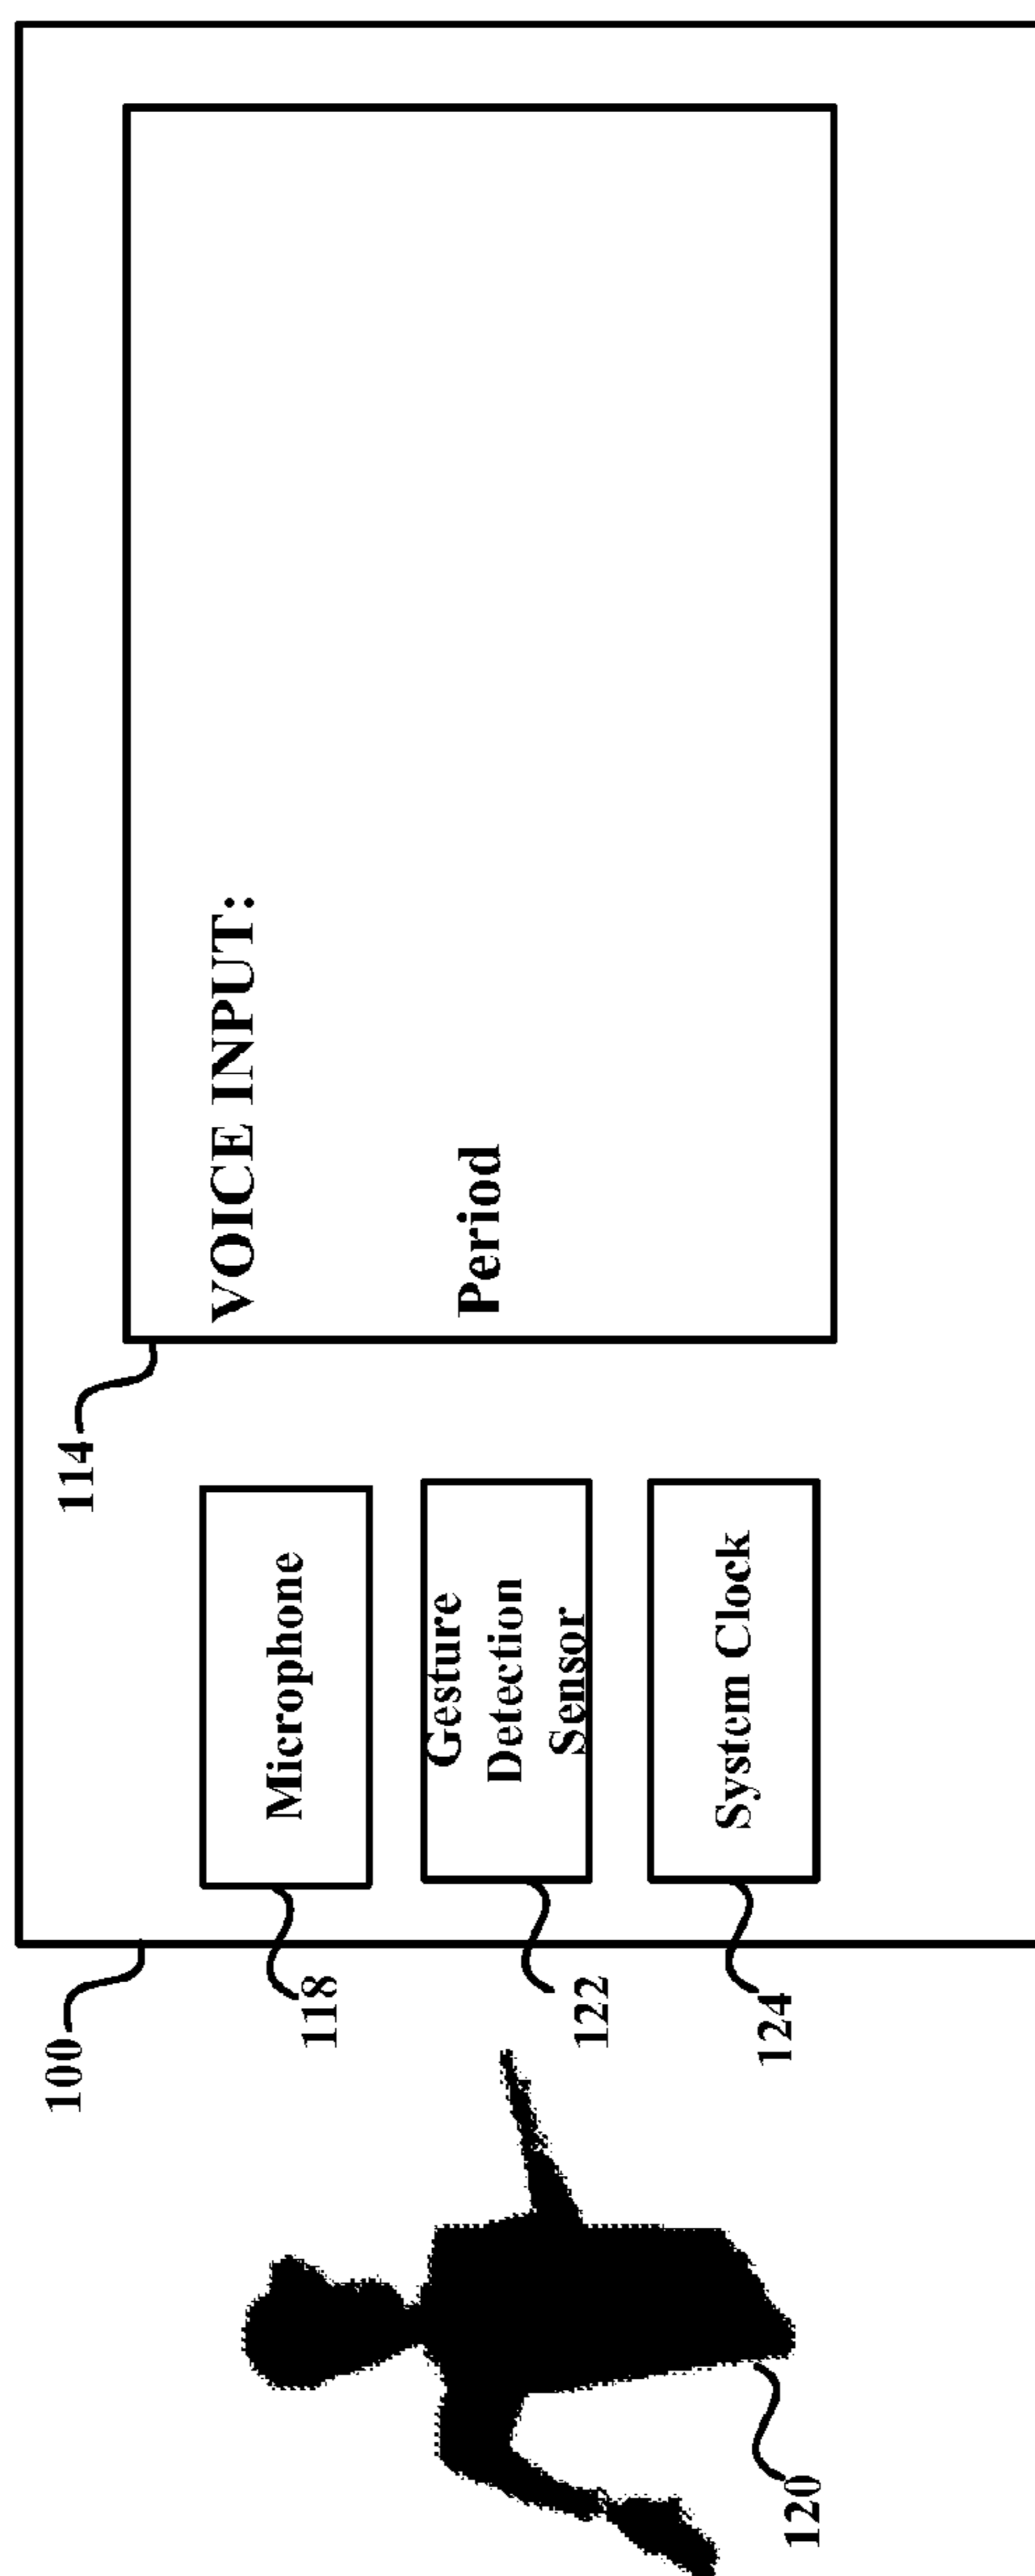 100
114
VOICE INPUT:
118
Microphone
Period
122
Gesture
Detection
Sensor
124
System Clock
120